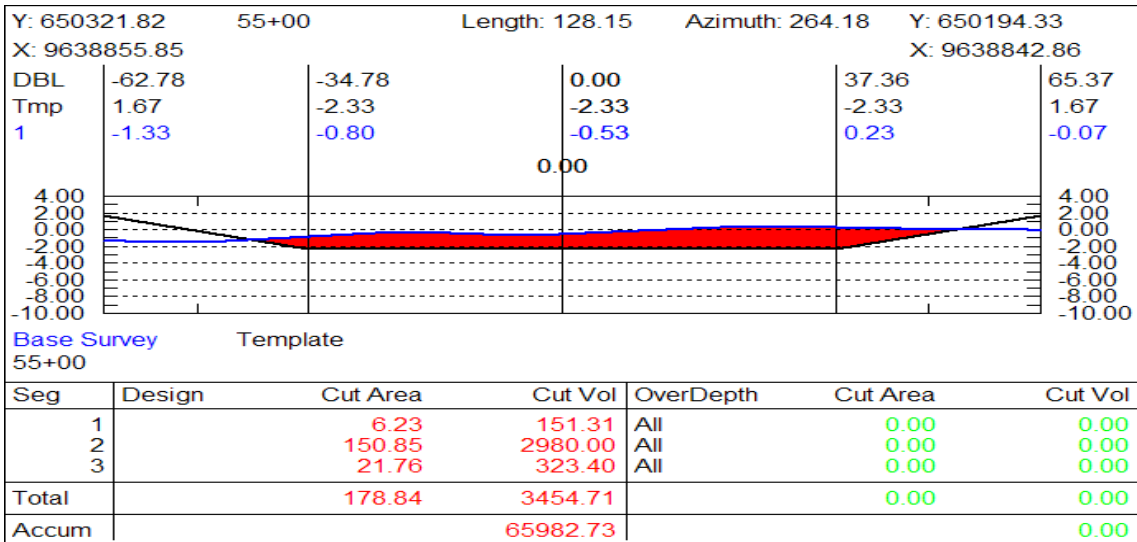 Y: 650321.82 55+00 Length: 128.15 Azimuth: 264.18 Y: 650194.33
X: 9638855.85 X: 9638842.86
DBL -62.78 -34.78 0.00 37.36 65.37
Tmp 1.67 -2.33 -2.33 -2.33 1.67
1 -1.33 -0.80 -0.53 0.23 -0.07
0.00
4.00 4.00
2.00 2.00
0.00 0.00
-2.00 -2.00
-4.00 -4.00
-6.00 -6.00
-8.00 -8.00
-10.00 -10.00
Base Survey Template
55+00
Seg Design Cut Area Cut Vol OverDepth Cut Area Cut Vol
1 6.23 151.31 All 0.00 0.00
2 150.85 2980.00 All 0.00 0.00
3 21.76 323.40 All 0.00 0.00
Total 178.84 3454.71 0.00 0.00
Accum 65982.73 0.00